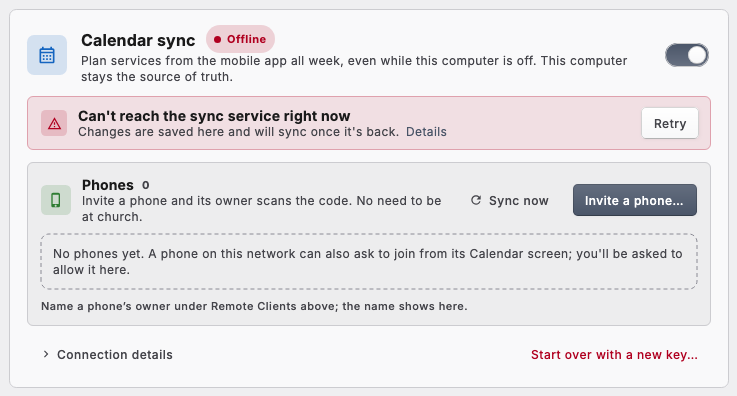 Calendar sync
Offline
Plan services from the mobile app all week, even while this computer is off. This computer
stays the source of truth.
Can't reach the sync service right now
Changes are saved here and will sync once it's back. Details
Retry
Phones 0
Invite a phone and its owner scans the code. No need to be
at church.
Sync now
Invite a phone...
No phones yet. A phone on this network can also ask to join from its Calendar screen; you'll be asked to
allow it here.
Name a phone’s owner under Remote Clients above; the name shows here.
Connection details
Start over with a new key...